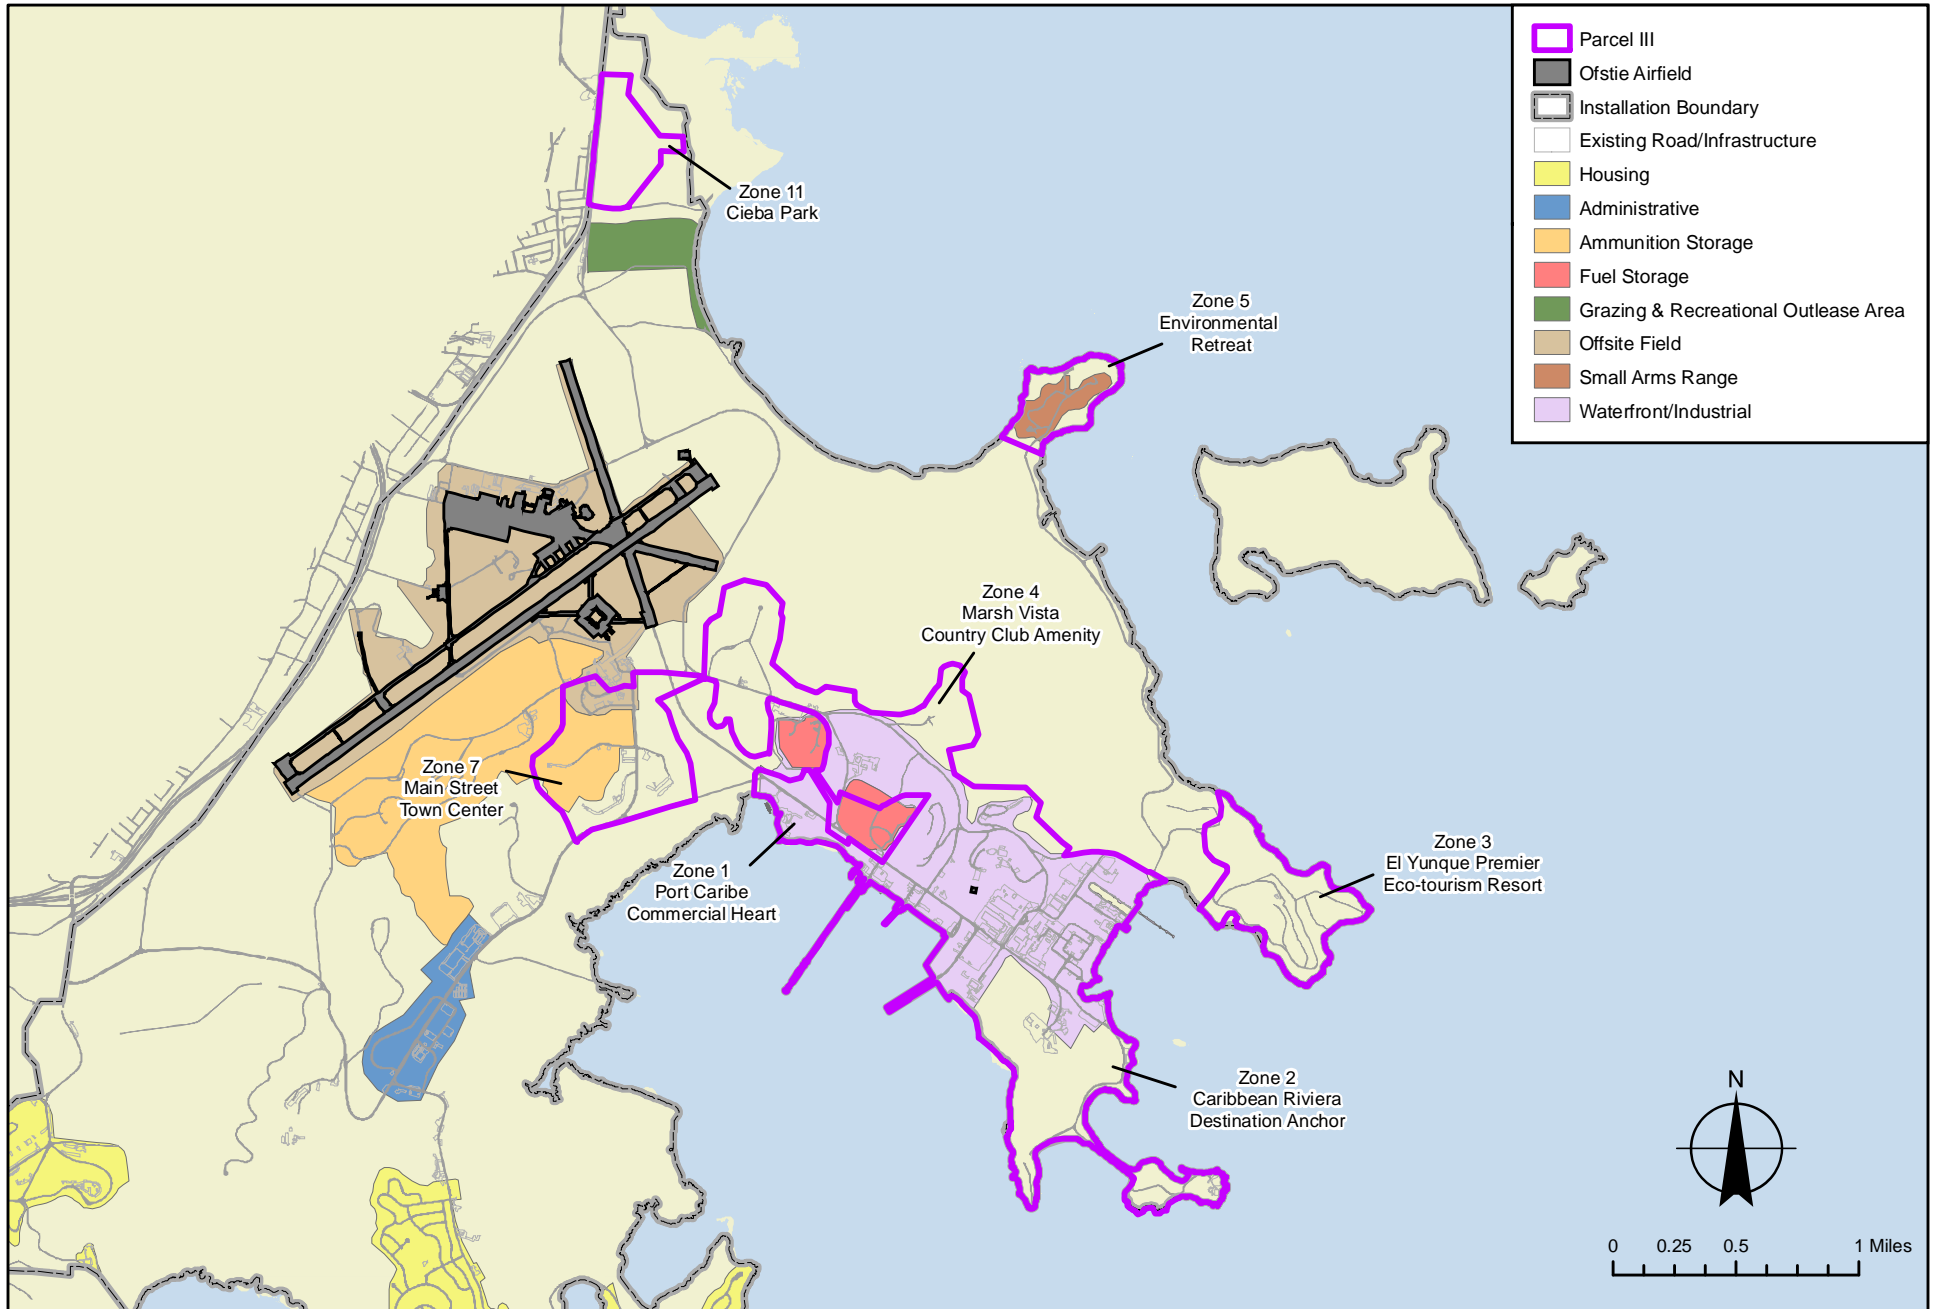 Parcel III
Ofstie Airfield
Installation Boundary
Existing Road/Infrastructure
Housing
Administrative
Ammunition Storage
Fuel Storage
Grazing & Recreational Outlease Area
Offsite Field
Small Arms Range
Waterfront/Industrial
Zone 11
Cieba Park
Zone 5
Environmental
Retreat
Zone 4
Marsh Vista
Country Club Amenity
Zone 7
Main Street
Town Center
Zone 1
Port Caribe
Commercial Heart
Zone 3
El Yunque Premier
Eco-tourism Resort
Zone 2
Caribbean Riviera
Destination Anchor
N
0 0.25 0.5 1 Miles